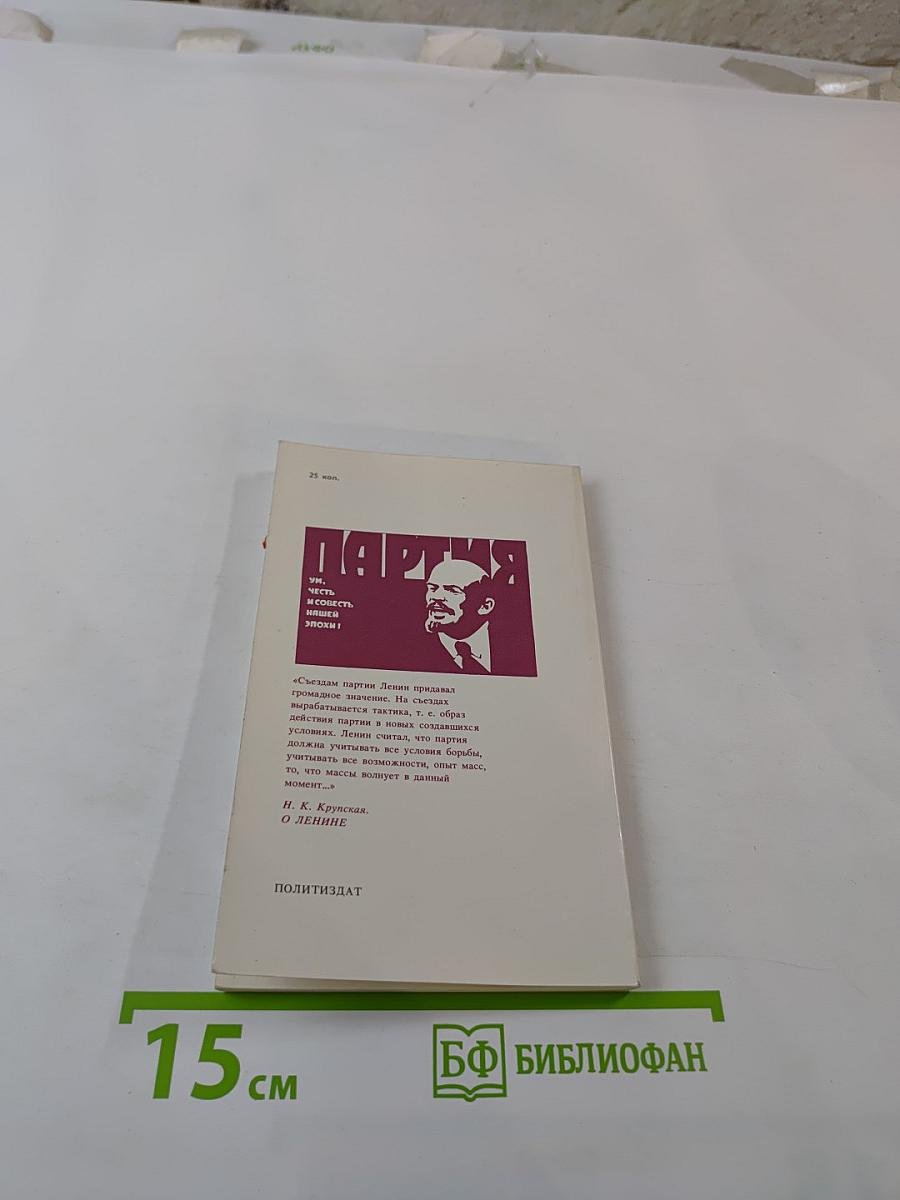 25 коп.
ПАРТИЯ
УМ,
ЧЕСТЬ
И СОВЕСТЬ
НАШЕЙ
ЭПОХИ!
«Съездам партии Ленин придавал
громадное значение. На съездах
вырабатывается тактика, т. е. образ
действия партии в новых создавшихся
условиях. Ленин считал, что партия
должна учитывать все условия борьбы,
учитывать все возможности, опыт масс,
то, что массы волнует в данный
момент...»
Н. К. Крупская.
О ЛЕНИНЕ
ПОЛИТИЗДАТ
15 см
БФ БИБЛИОФАН